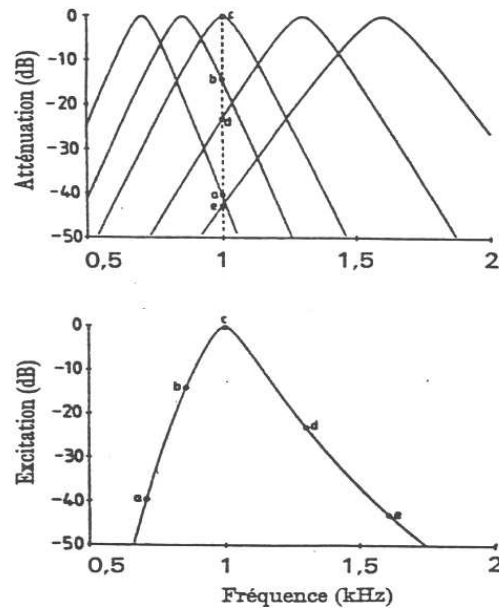 Atténuation (dB)
0
-10
-20
-30
-40
-50
c
b
d
a
e
0,5
1
1,5
2
Excitation (dB)
0
-10
-20
-30
-40
-50
c
b
d
a
e
0,5
1
1,5
2
Fréquence (kHz)